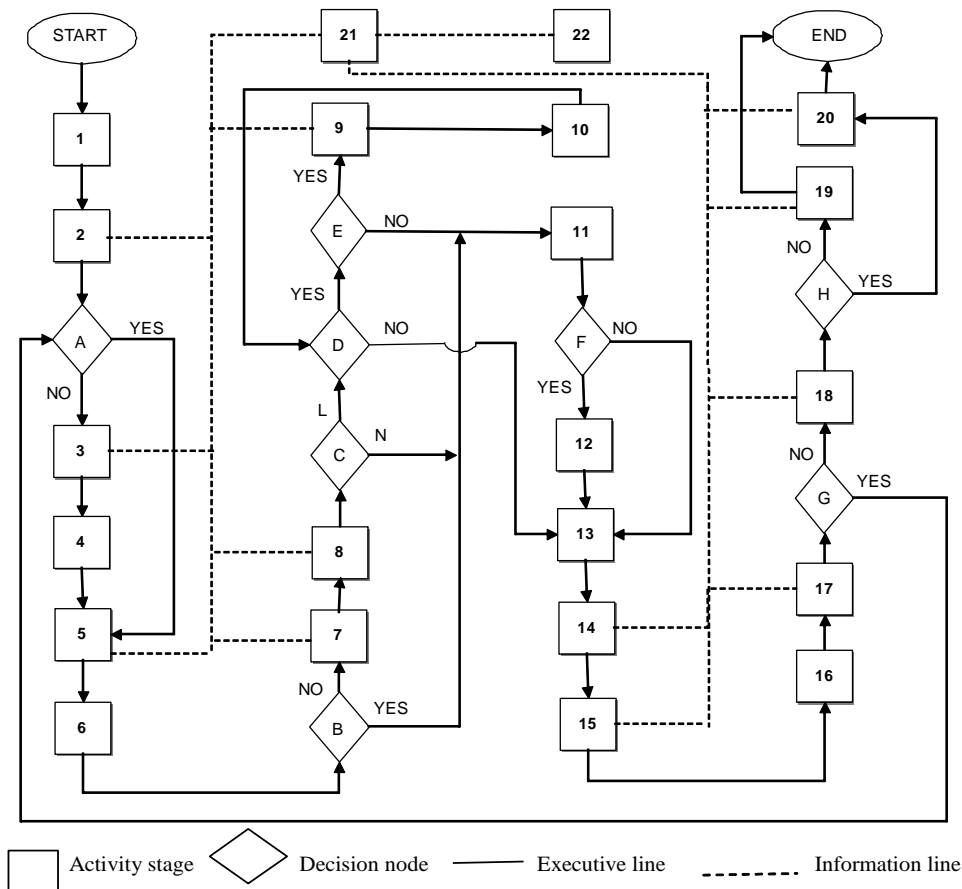 START
21
22
END
1
9
10
20
YES
19
2
E
NO
11
NO
YES
H
YES
A
YES
D
NO
F
NO
NO
YES
18
L
3
C
N
12
NO
G
YES
4
8
13
5
7
14
17
NO
16
6
B
YES
15
Activity stage
Decision node
Executive line
Information line